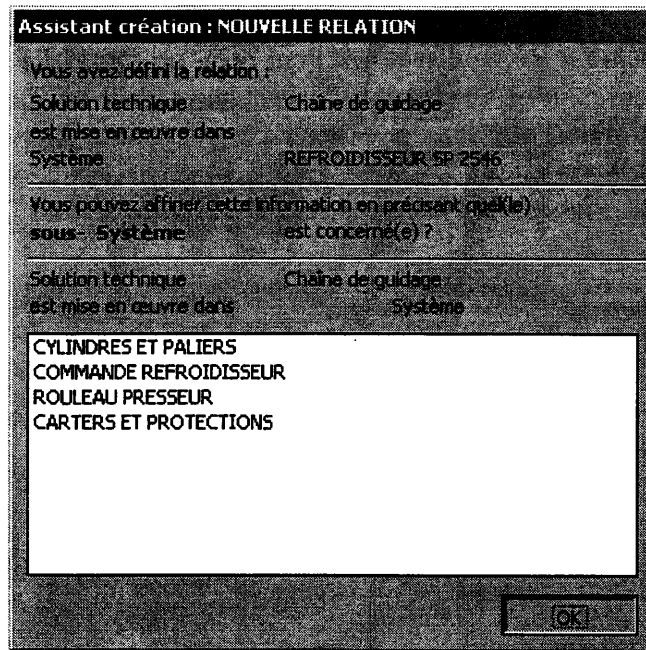 Assistant création : NOUVELLE RELATION
Vous avez défini la relation :
Solution technique Chaîne de guidage
est mise en œuvre dans
Système REFROIDISSEUR SP 2546
Vous pouvez affiner cette information en précisant quel(le)
sous- Système est concerné(e) ?
Solution technique Chaîne de guidage
est mise en œuvre dans Système
CYLINDRES ET PALIERS
COMMANDE REFROIDISSEUR
ROULEAU PRESSEUR
CARTERS ET PROTECTIONS
OK